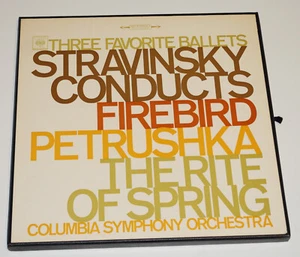 THREE FAVORITE BALLETS
STRAVINSKY
CONDUCTS
FIREBIRD
PETRUSHKA
THE RITE
OF SPRING
COLUMBIA SYMPHONY ORCHESTRA